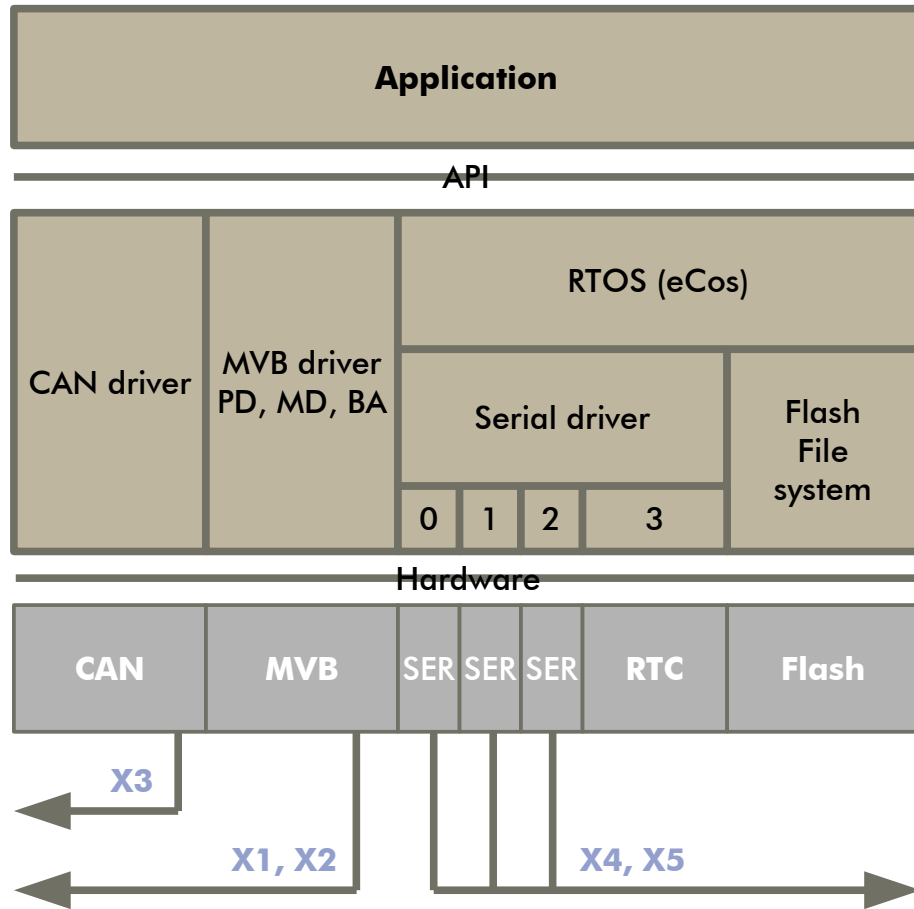 Application
API
RTOS (eCos)
CAN driver
MVB driver
PD, MD, BA
Serial driver
Flash
File
system
0 1 2 3
Hardware
CAN MVB SER SER SER RTC Flash
X3
X1, X2 X4, X5